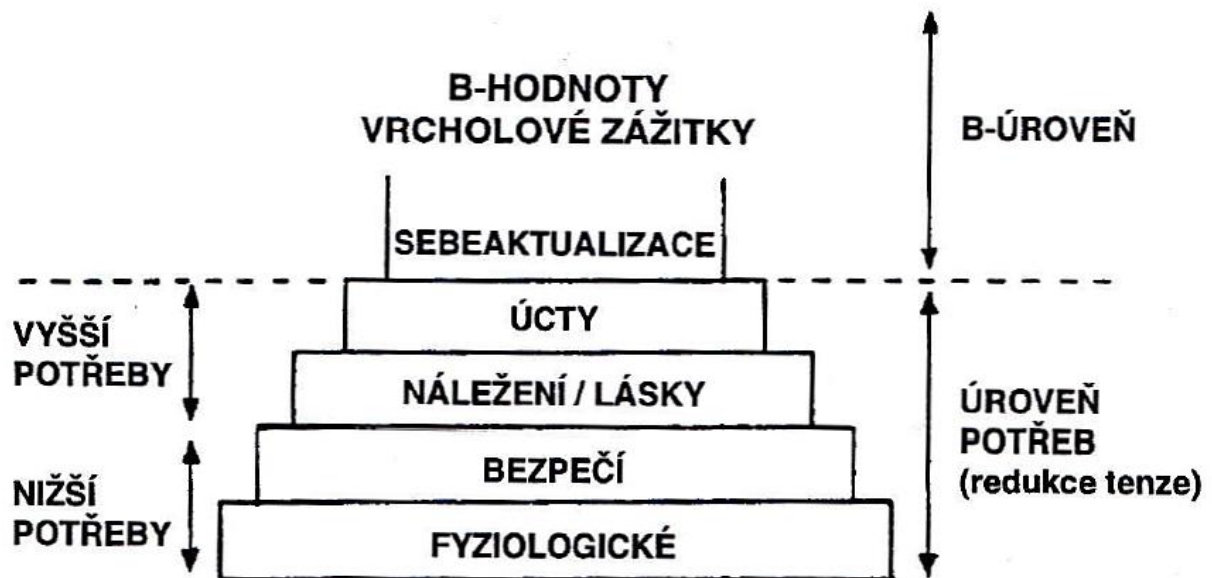 B-HODNOTY
VRCHOLOVÉ ZÁŽITKY
B-ÚROVEŇ
SEBEAKTUALIZACE
ÚCTY
VYŠŠÍ
POTŘEBY
NÁLEŽENÍ / LÁSKY
ÚROVEŇ
POTŘEB
(redukce tenze)
BEZPEČÍ
NIŽŠÍ
POTŘEBY
FYZIOLOGICKÉ